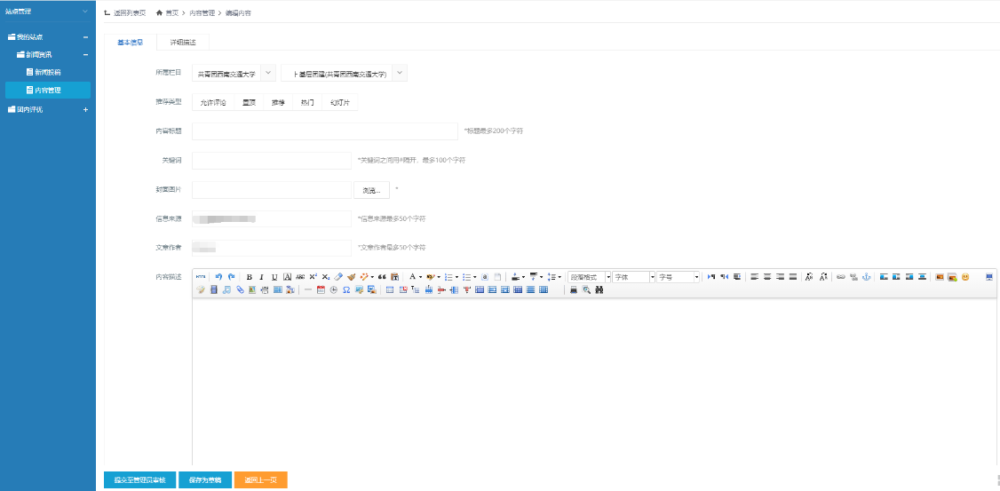 站点管理
返回列表页 首页 > 内容管理 > 编辑内容
我的站点
新闻资讯
新闻投稿
内容管理
团内评优
基本信息 详细描述
所属栏目 共青团西南交通大学 ├ 基层团建(共青团西南交通大学)
推荐类型 允许评论 置顶 推荐 热门 幻灯片
内容标题 *标题最多200个字符
关键词 *关键词之间用#隔开，最多100个字符
封面图片 浏览... *
信息来源 *信息来源最多50个字符
文章作者 *文章作者最多50个字符
内容描述 HTML 段落格式 字体 字号
提交至管理员审核 保存为草稿 返回上一页